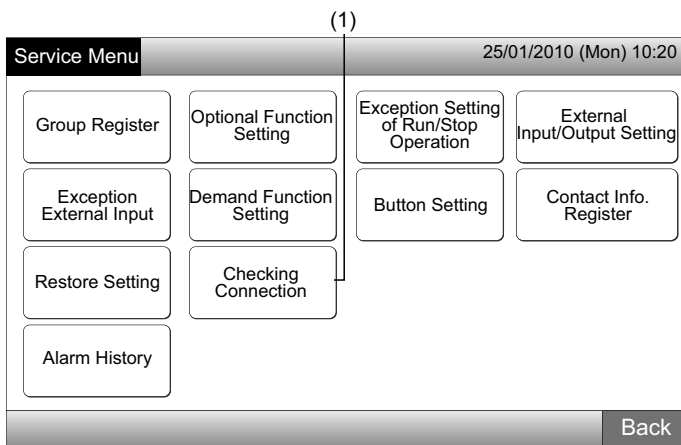 (1)
Service Menu
25/01/2010 (Mon) 10:20
Group Register
Optional Function
Setting
Exception Setting
of Run/Stop
Operation
External
Input/Output Setting
Exception
External Input
Demand Function
Setting
Button Setting
Contact Info.
Register
Restore Setting
Checking
Connection
Alarm History
Back